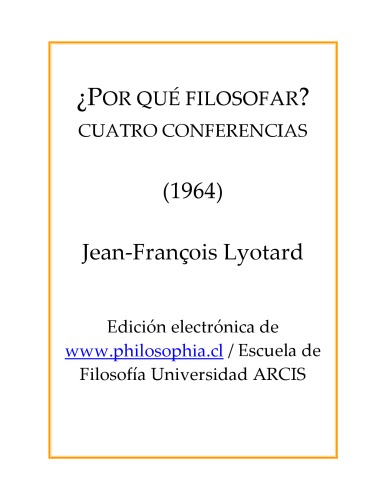 ¿POR QUÉ FILOSOFAR?
CUATRO CONFERENCIAS
(1964)
Jean-François Lyotard
Edición electrónica de
www.philosophia.cl / Escuela de
Filosofía Universidad ARCIS